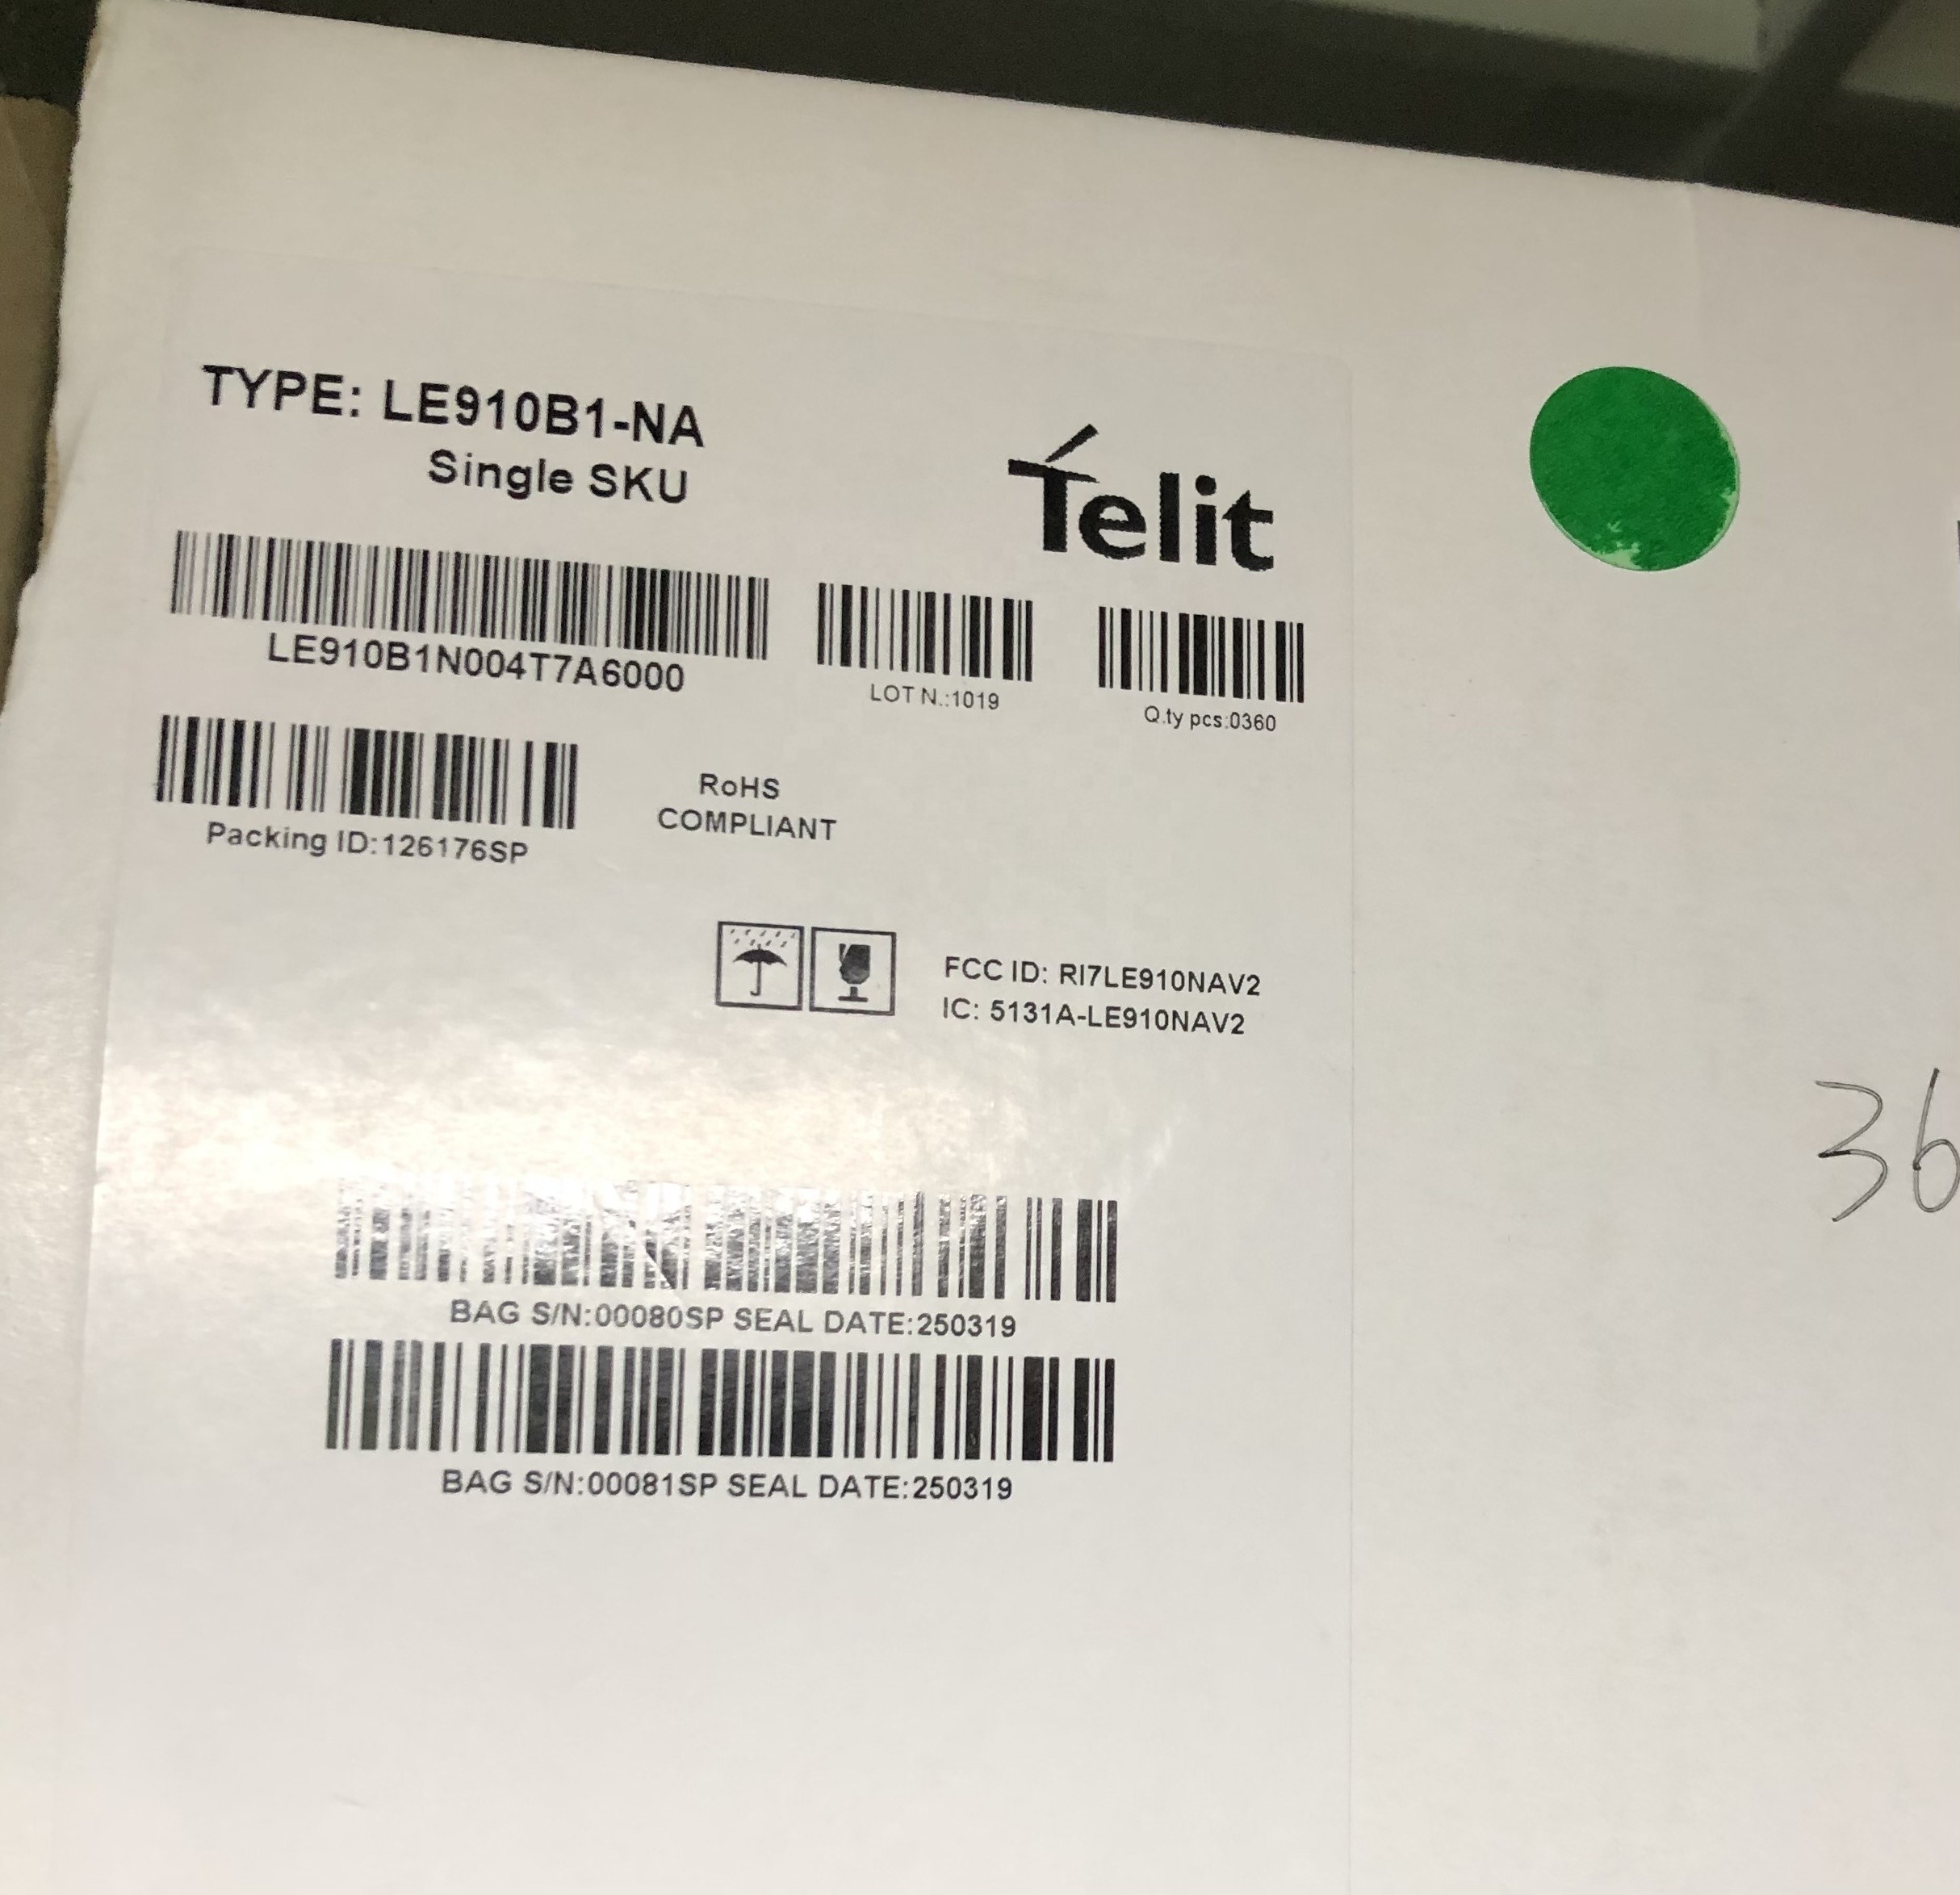 TYPE: LE910B1-NA
Single SKU
Telit
LE910B1N004T7A6000
LOT N.:1019
Q.ty pcs:0360
Packing ID:126176SP
RoHS
COMPLIANT
FCC ID: RI7LE910NAV2
IC: 5131A-LE910NAV2
36
BAG S/N:00080SP SEAL DATE:250319
BAG S/N:00081SP SEAL DATE:250319